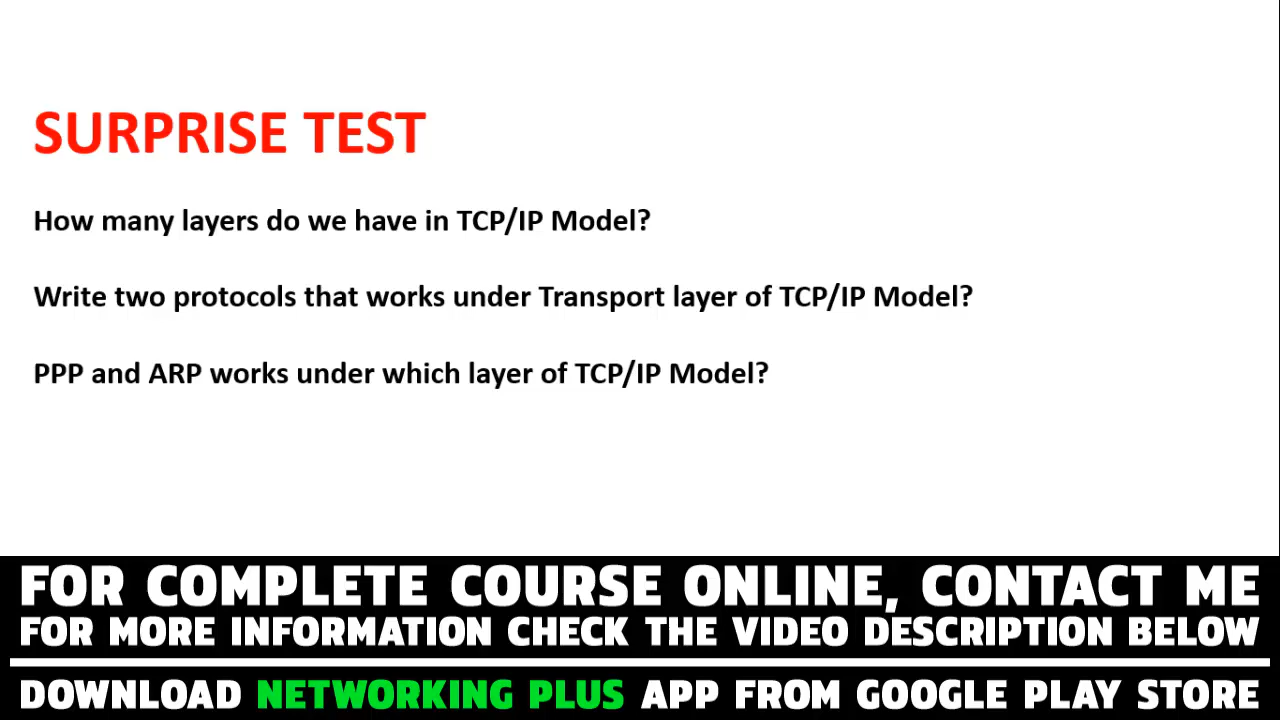 SURPRISE TEST
How many layers do we have in TCP/IP Model?
Write two protocols that works under Transport layer of TCP/IP Model?
PPP and ARP works under which layer of TCP/IP Model?
FOR COMPLETE COURSE ONLINE, CONTACT ME
FOR MORE INFORMATION CHECK THE VIDEO DESCRIPTION BELOW
DOWNLOAD NETWORKING PLUS APP FROM GOOGLE PLAY STORE